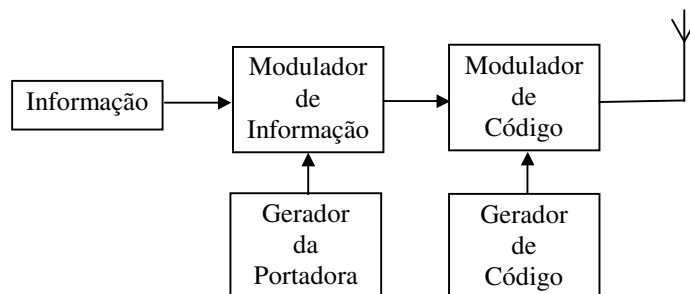 Informação
Modulador
de
Informação
Modulador
de
Código
Gerador
da
Portadora
Gerador
de
Código